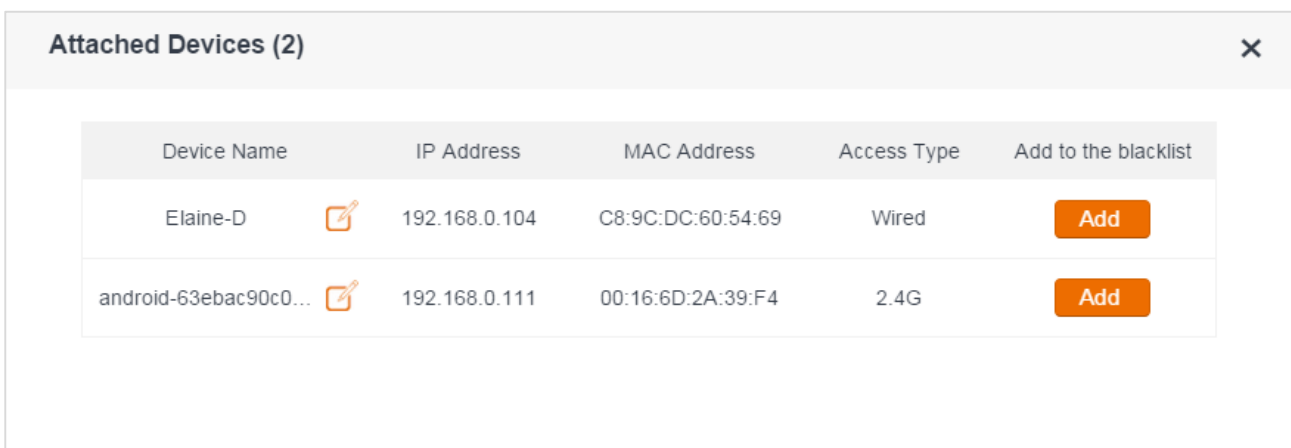 Attached Devices (2)
Device Name IP Address MAC Address Access Type Add to the blacklist
Elaine-D 192.168.0.104 C8:9C:DC:60:54:69 Wired Add
android-63ebac90c0... 192.168.0.111 00:16:6D:2A:39:F4 2.4G Add